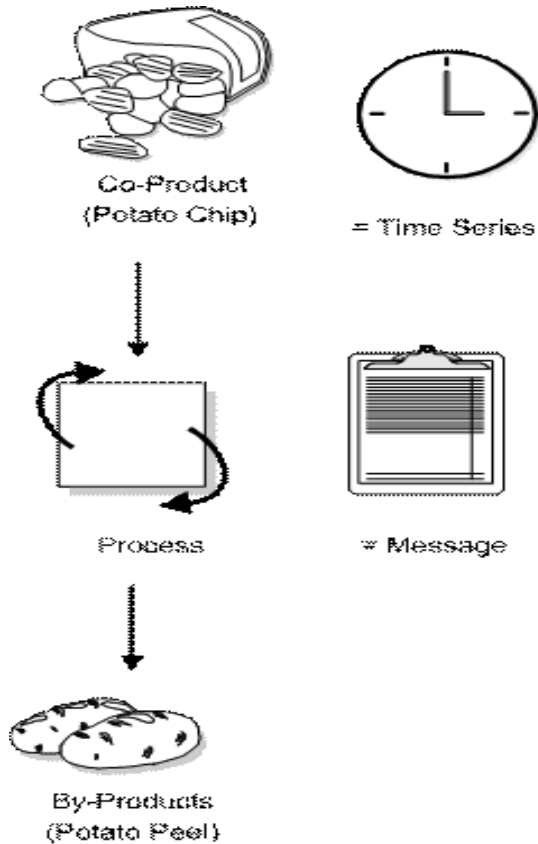 Co-Product
(Potato Chip)
= Time Series
Process
= Message
By-Products
(Potato Peel)